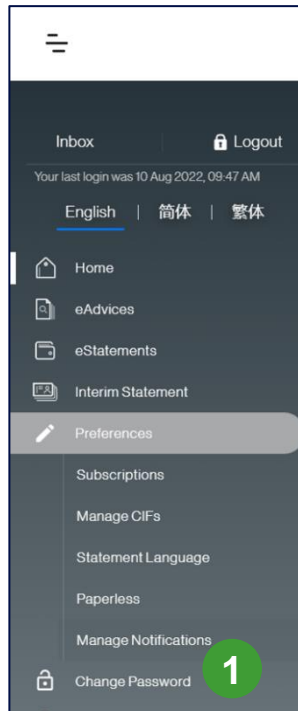 Inbox Logout
Your last login was 10 Aug 2022, 09:47 AM
English | 简体 | 繁体
Home
eAdvices
eStatements
Interim Statement
Preferences
Subscriptions
Manage CIFs
Statement Language
Paperless
Manage Notifications
Change Password 1